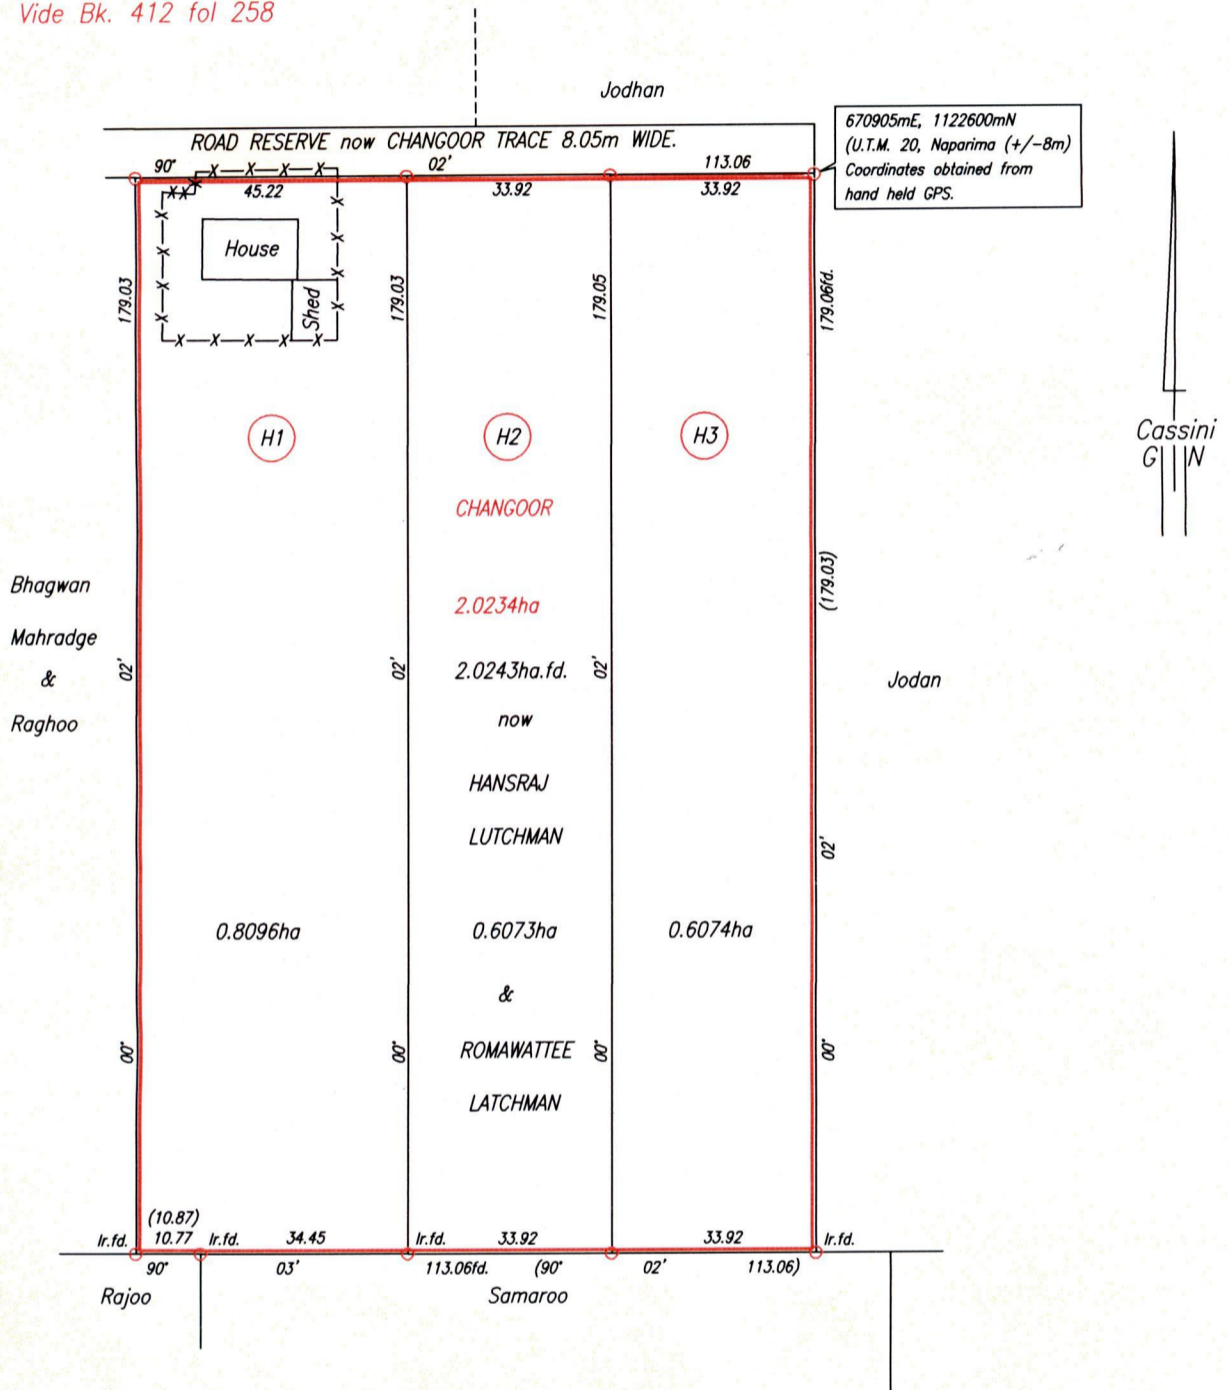 Vide Bk. 412 fol 258
Jodhan
ROAD RESERVE now CHANGOOR TRACE 8.05m WIDE.
670905mE, 1122600mN
(U.T.M. 20, Naparima (+/-8m)
Coordinates obtained from
hand held GPS.
90° 02' 113.06
45.22 33.92 33.92
House
Shed
179.03
179.03
179.05
179.06fd.
H1 H2 H3
Cassini
G N
CHANGOOR
2.0234ha
2.0243ha.fd.
now
HANSRAJ
LUTCHMAN
(179.03)
Bhagwan
Mahradge
&
Raghoo
02' 02' 02'
Jodan
02'
0.8096ha 0.6073ha 0.6074ha
&
ROMAWATTEE
LATCHMAN
00° 00° 00° 00°
(10.87)
Ir.fd. 10.77 Ir.fd. 34.45 Ir.fd. 33.92 33.92 Ir.fd.
90° 03' 113.06fd. (90° 02' 113.06)
Rajoo Samaroo